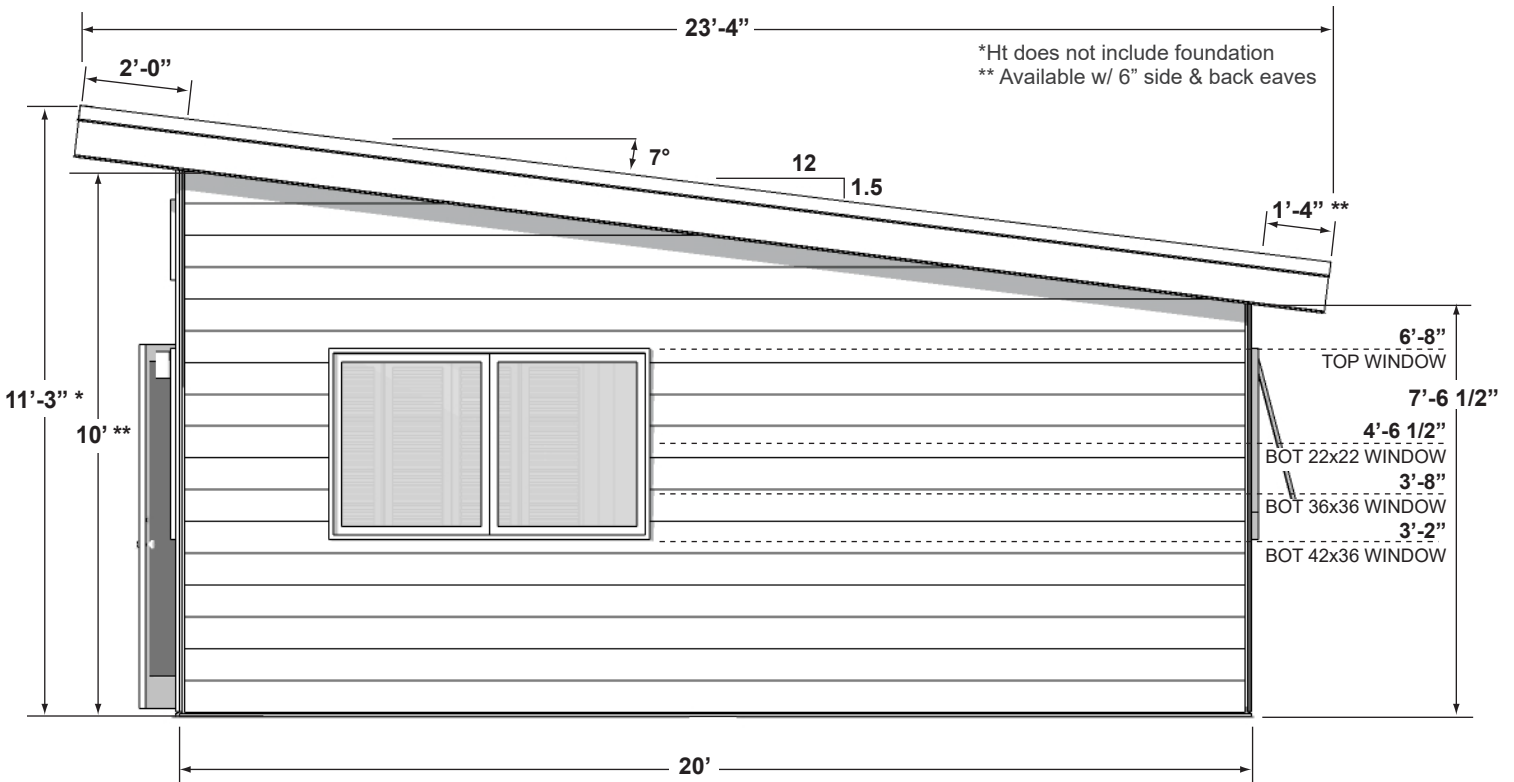 23’-4”
*Ht does not include foundation
** Available w/ 6” side & back eaves
2’-0”
7°
12
1.5
1’-4” **
6’-8”
TOP WINDOW
11’-3” *
7’-6 1/2”
10’ **
4’-6 1/2”
BOT 22x22 WINDOW
3’-8”
BOT 36x36 WINDOW
3’-2”
BOT 42x36 WINDOW
20’